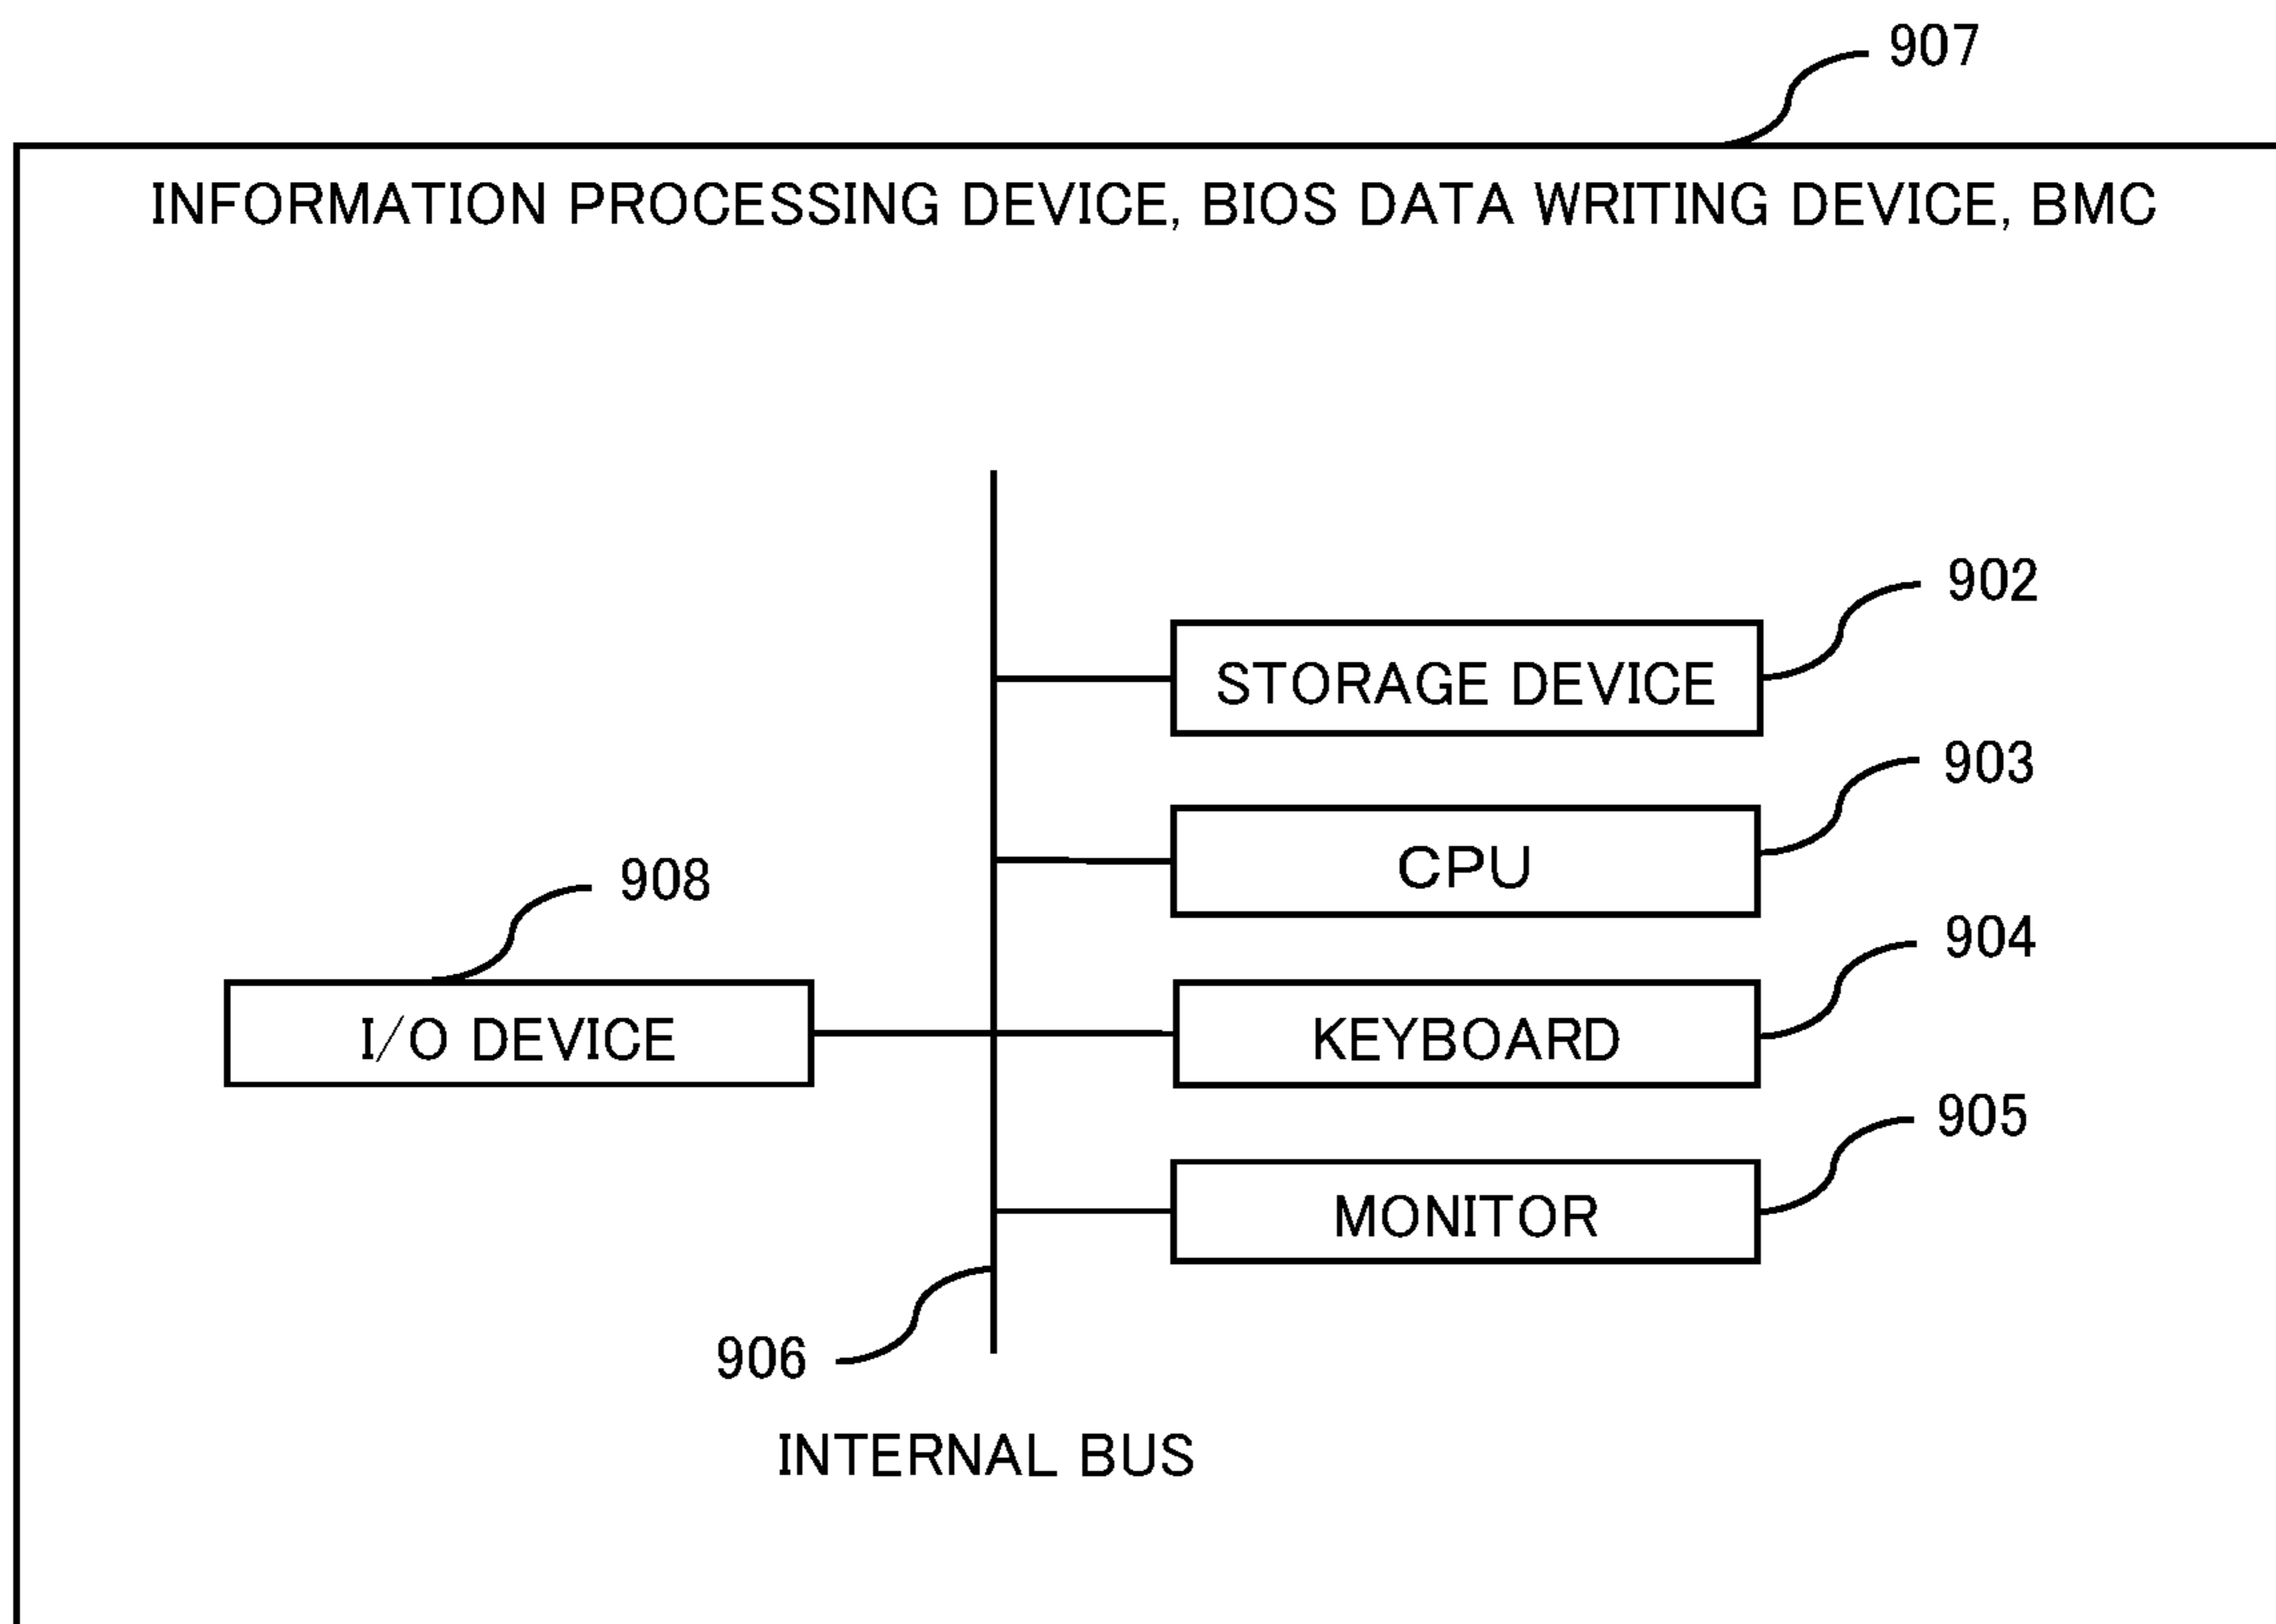 907
INFORMATION PROCESSING DEVICE, BIOS DATA WRITING DEVICE, BMC
902
STORAGE DEVICE
903
CPU
908
904
I/O DEVICE
KEYBOARD
905
MONITOR
906
INTERNAL BUS